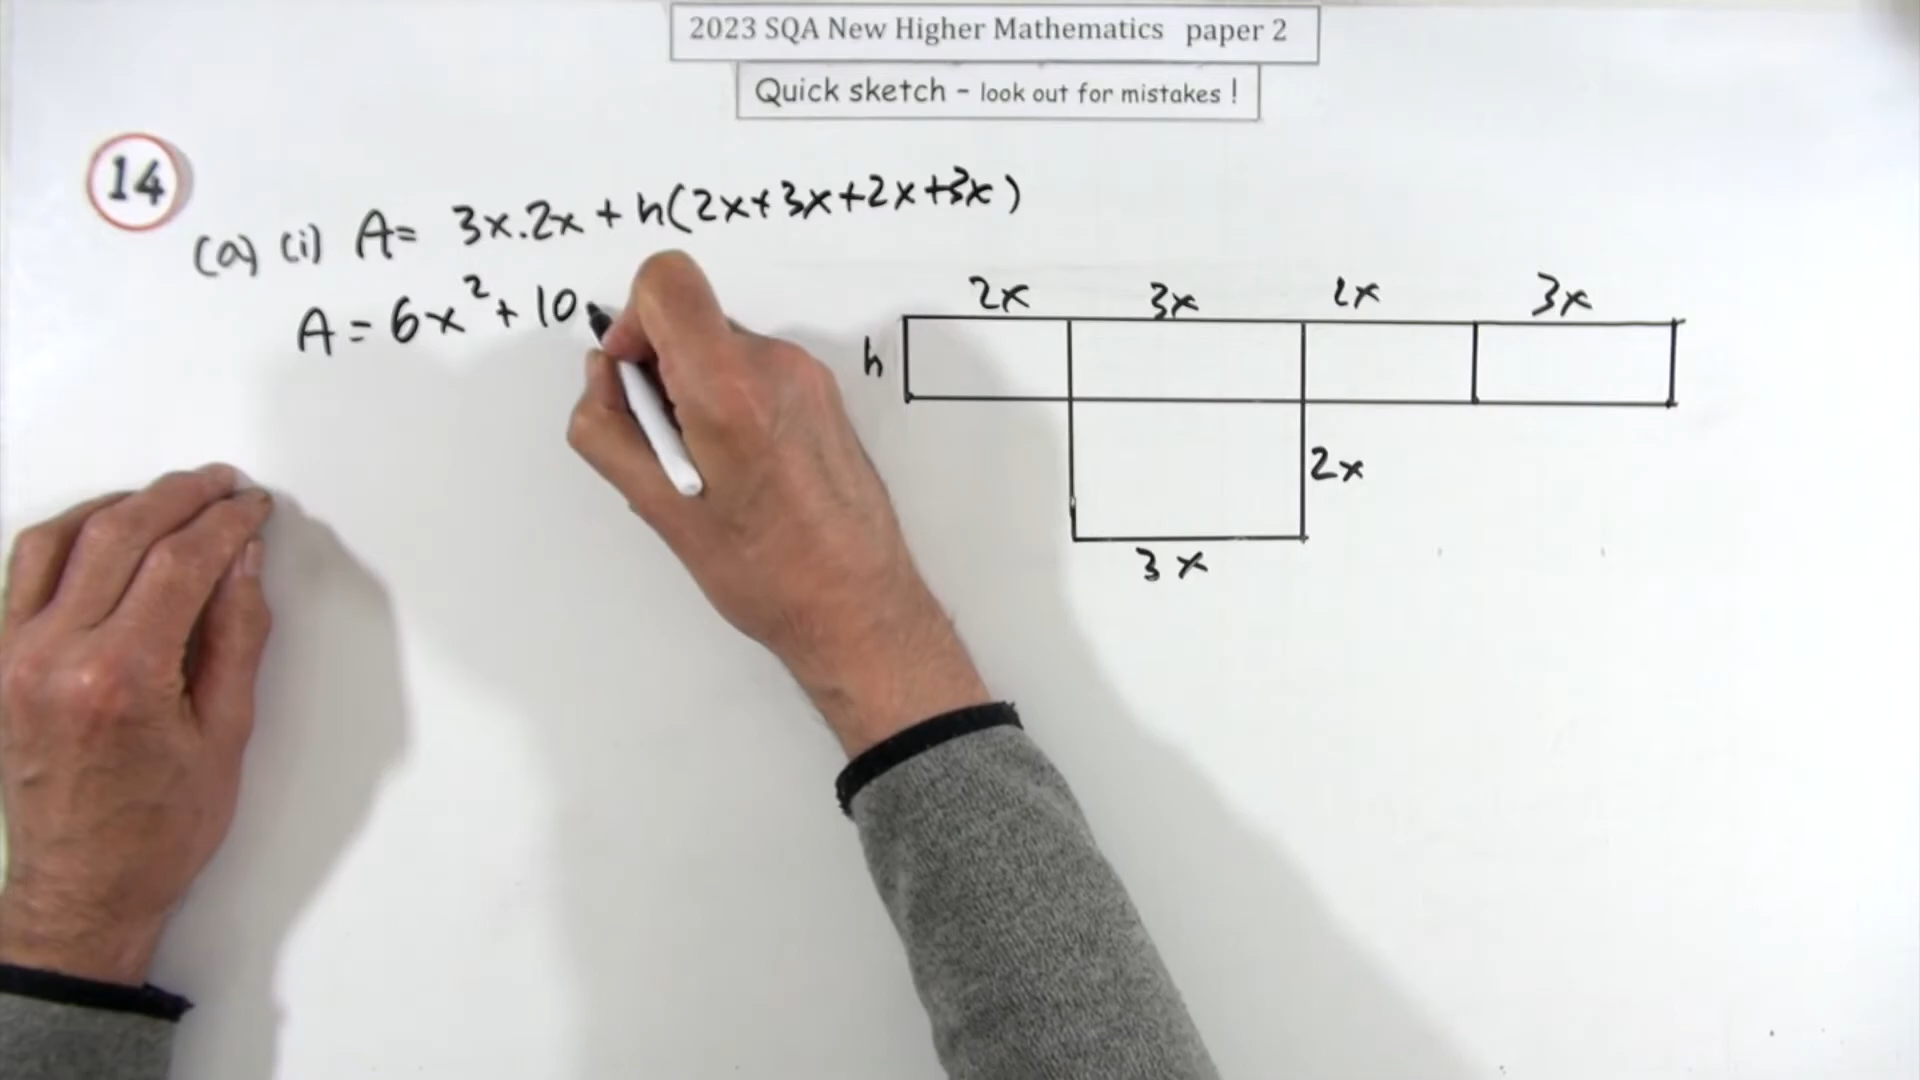 2023 SQA New Higher Mathematics paper 2
Quick sketch – look out for mistakes !
14
(a) (i) A= 3x.2x + h(2x+3x+2x+3x)
A = 6x² + 10
2x 3x 2x 3x
h
2x
3x